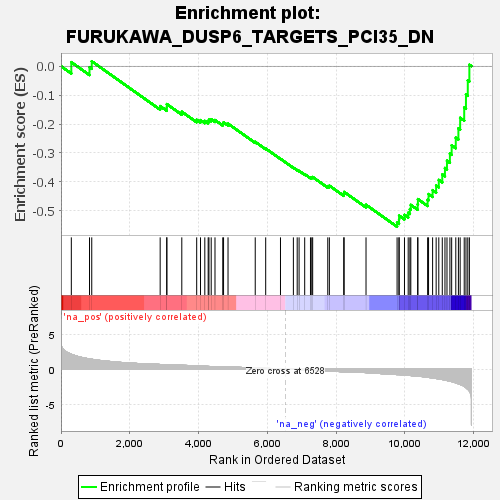 Enrichment plot:
FURUKAWA_DUSP6_TARGETS_PCI35_DN
Enrichment score (ES)
0.0
-0.1
-0.2
-0.3
-0.4
-0.5
'na_pos' (positively correlated)
Ranked list metric (PreRanked)
5
0
-5
Zero cross at 6528
'na_neg' (negatively correlated)
0
2,000
4,000
6,000
8,000
10,000
12,000
Rank in Ordered Dataset
Enrichment profile
Hits
Ranking metric scores